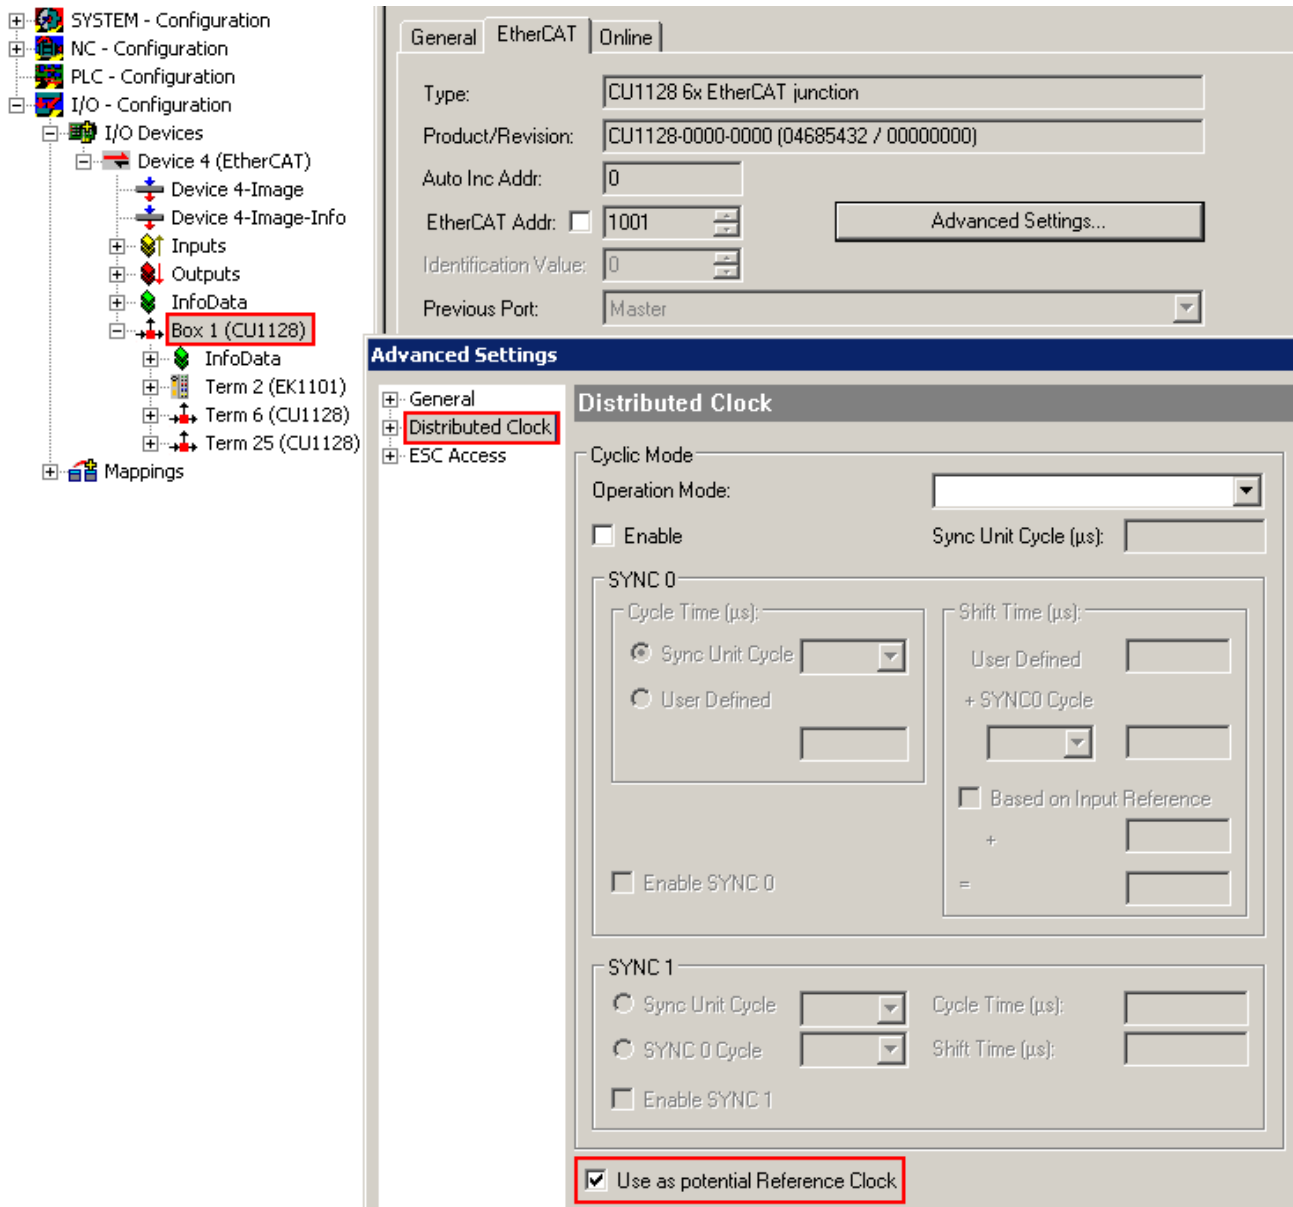 SYSTEM - Configuration
NC - Configuration
PLC - Configuration
I/O - Configuration
I/O Devices
Device 4 (EtherCAT)
Device 4-Image
Device 4-Image-Info
Inputs
Outputs
InfoData
Box 1 (CU1128)
InfoData
Term 2 (EK1101)
Term 6 (CU1128)
Term 25 (CU1128)
Mappings
General EtherCAT Online
Type: CU1128 6x EtherCAT junction
Product/Revision: CU1128-0000-0000 (04685432 / 00000000)
Auto Inc Addr: 0
EtherCAT Addr: 1001 Advanced Settings...
Identification Value: 0
Previous Port: Master
Advanced Settings
General
Distributed Clock
ESC Access
Distributed Clock
Cyclic Mode
Operation Mode:
Enable Sync Unit Cycle (µs):
SYNC 0
Cycle Time (µs): Shift Time (µs):
Sync Unit Cycle User Defined
User Defined + SYNC0 Cycle
Based on Input Reference
+
Enable SYNC 0 =
SYNC 1
Sync Unit Cycle Cycle Time (µs):
SYNC 0 Cycle Shift Time (µs):
Enable SYNC 1
Use as potential Reference Clock